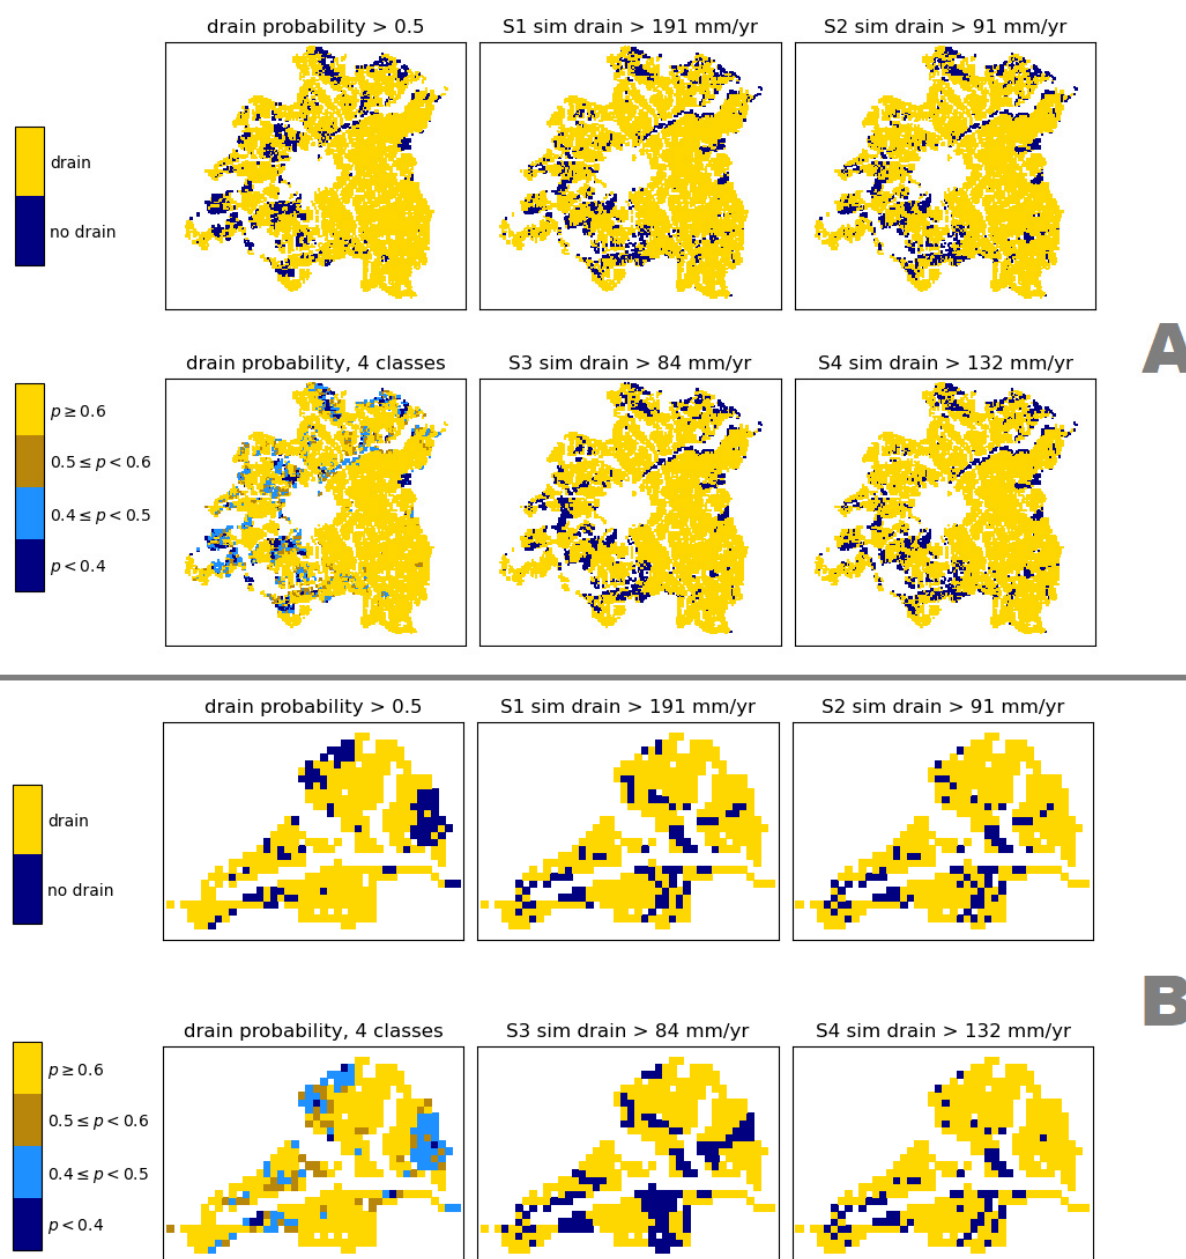 drain probability > 0.5
S1 sim drain > 191 mm/yr
S2 sim drain > 91 mm/yr
drain
no drain
A
drain probability, 4 classes
S3 sim drain > 84 mm/yr
S4 sim drain > 132 mm/yr
p ≥ 0.6
0.5 ≤ p < 0.6
0.4 ≤ p < 0.5
p < 0.4
drain probability > 0.5
S1 sim drain > 191 mm/yr
S2 sim drain > 91 mm/yr
drain
no drain
B
drain probability, 4 classes
S3 sim drain > 84 mm/yr
S4 sim drain > 132 mm/yr
p ≥ 0.6
0.5 ≤ p < 0.6
0.4 ≤ p < 0.5
p < 0.4